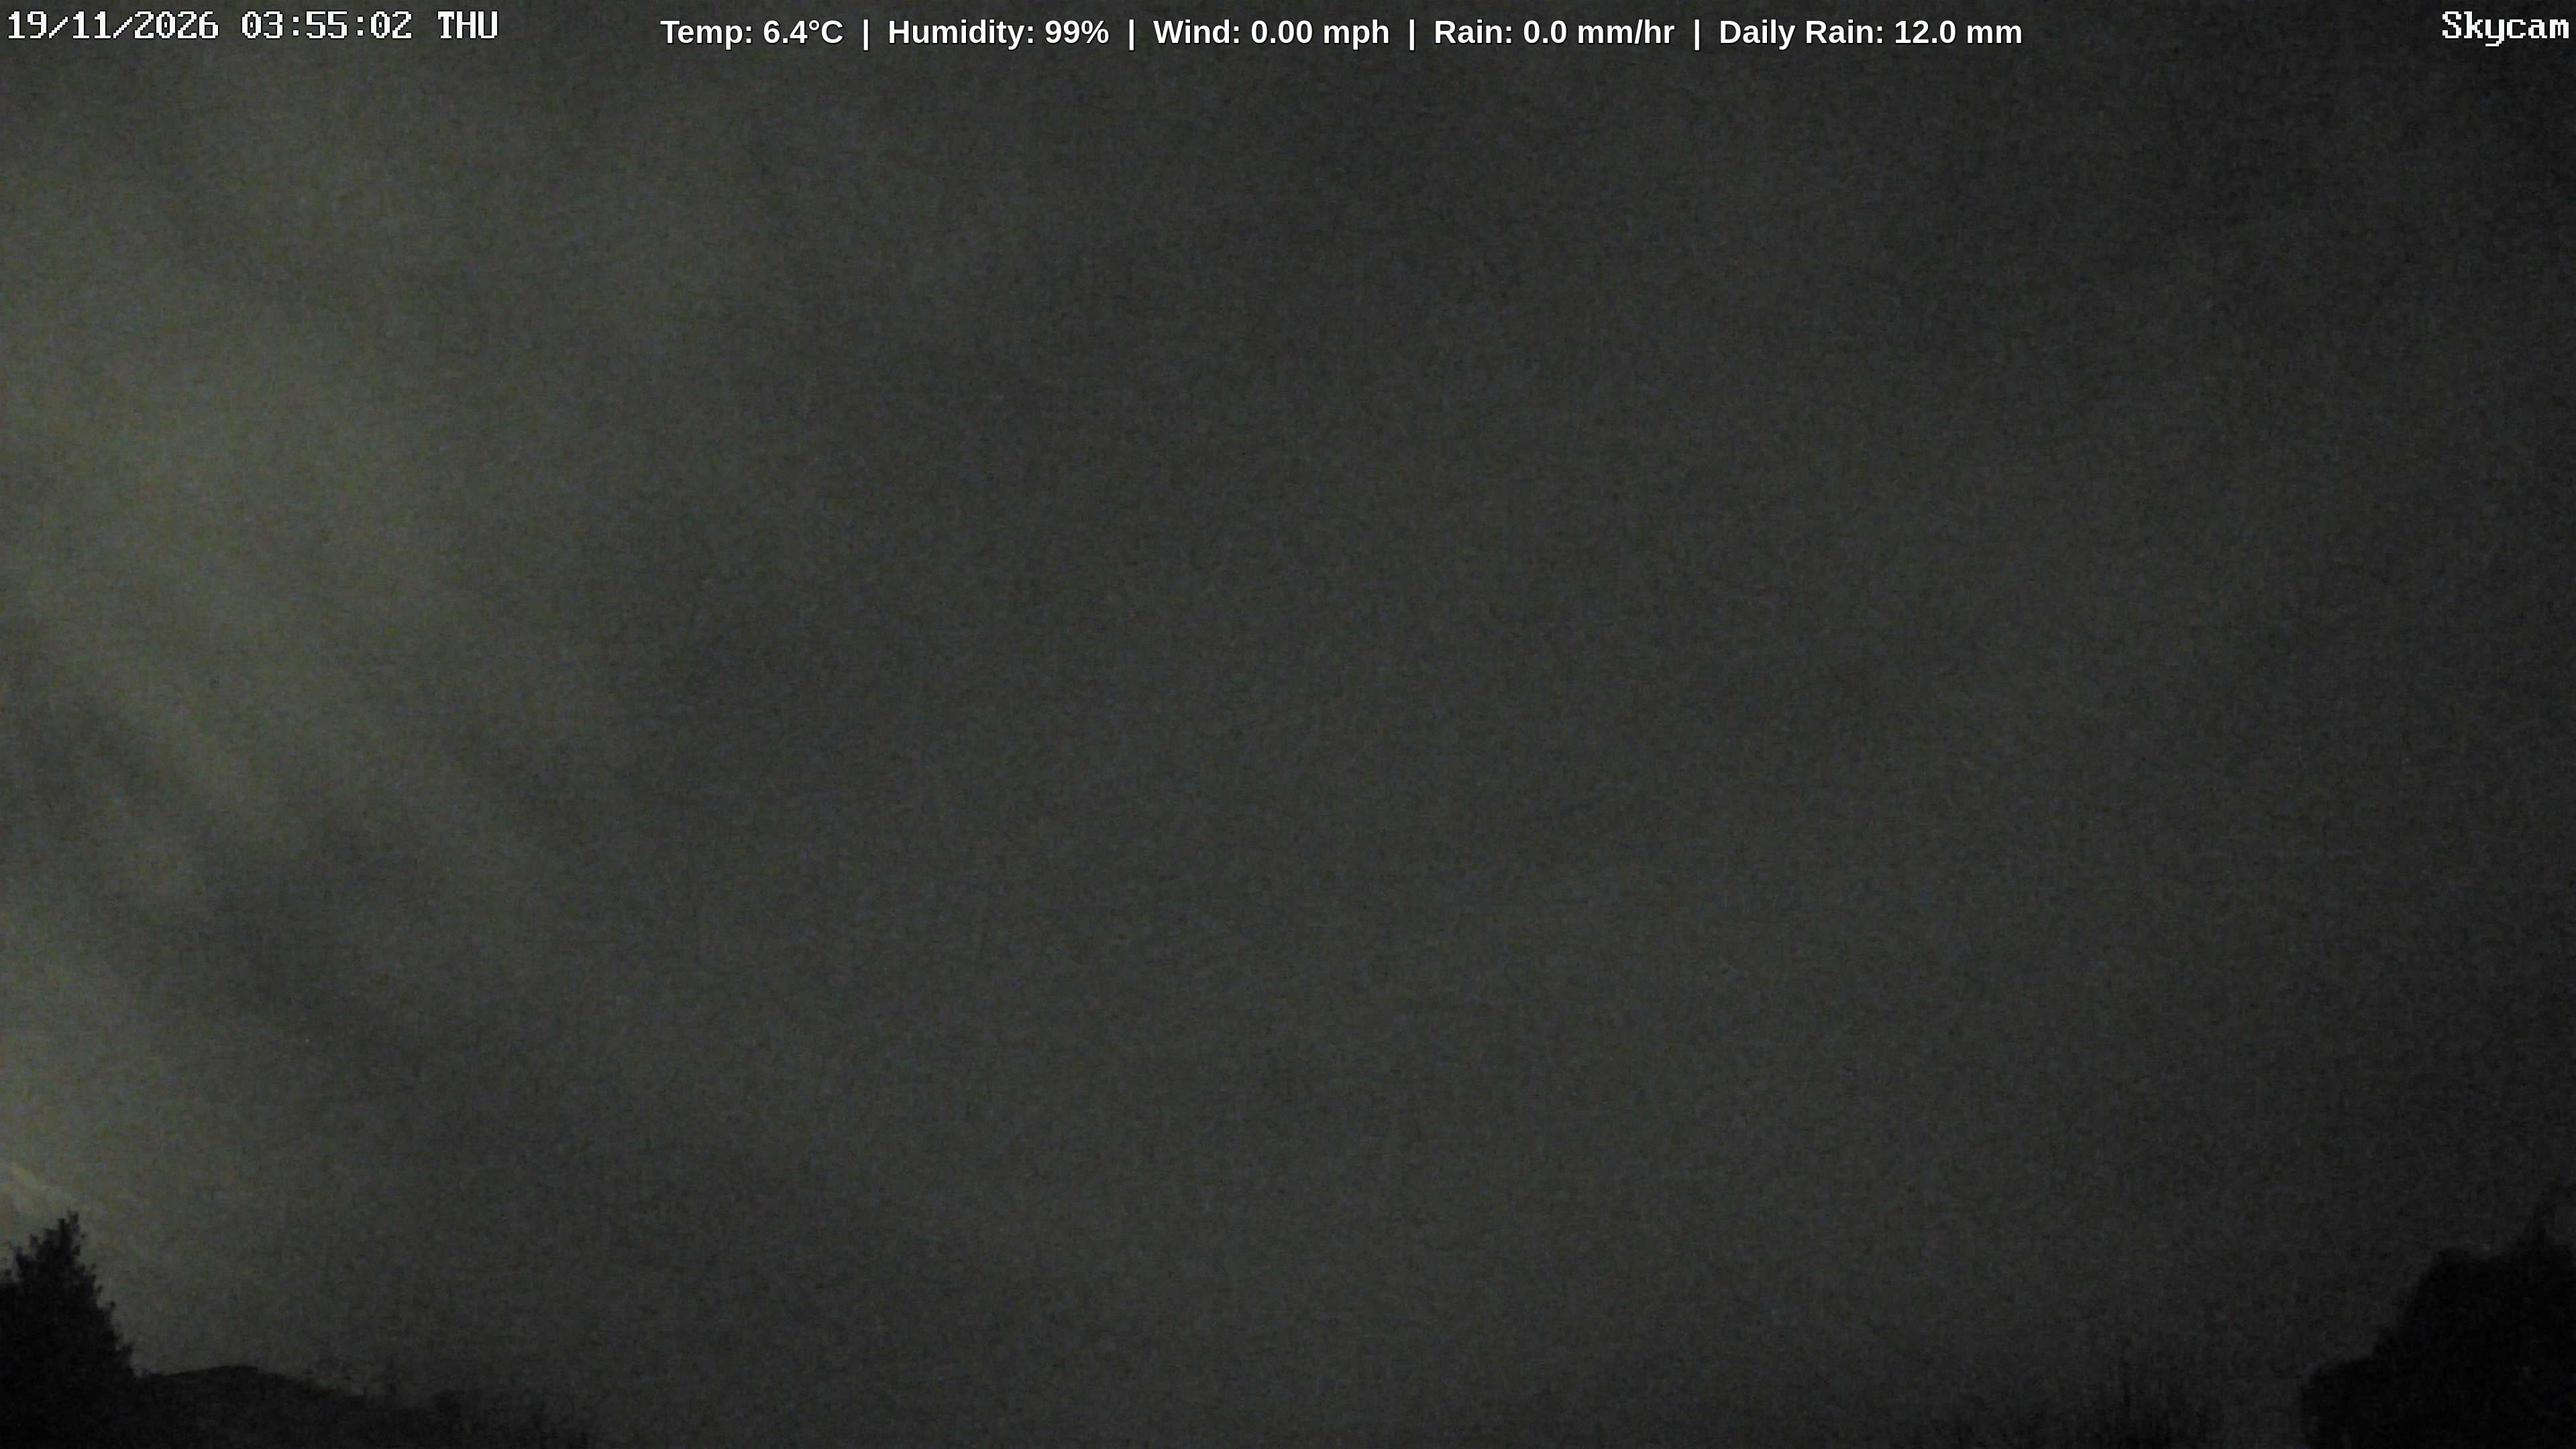 19/11/2026 03:55:02 THU
Temp: 6.4°C | Humidity: 99% | Wind: 0.00 mph | Rain: 0.0 mm/hr | Daily Rain: 12.0 mm
Skycam